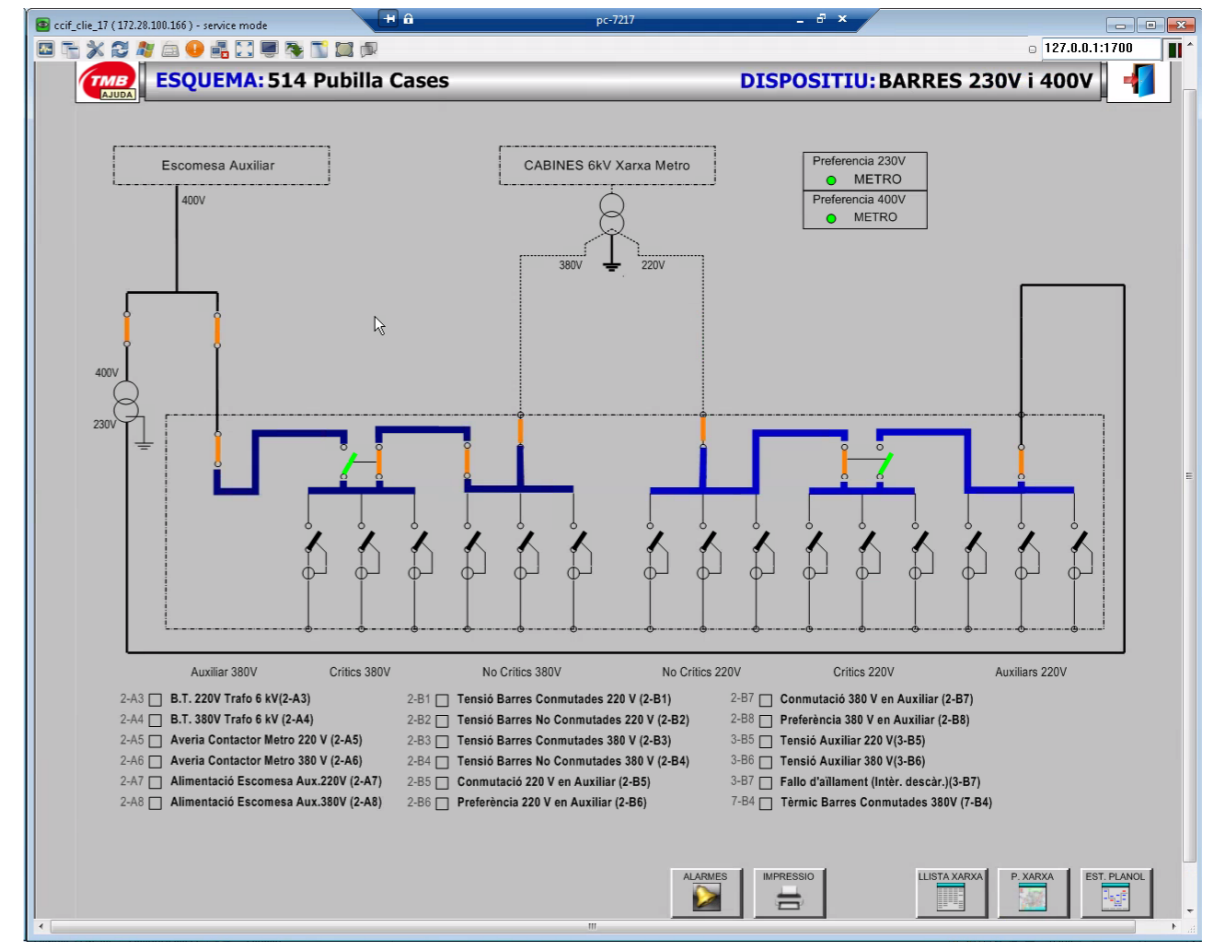 ccif_clie_17 ( 172.28.100.166 ) - service mode
pc-7217
127.0.0.1:1700
TMB
AJUDA
ESQUEMA: 514 Pubilla Cases
DISPOSITIU: BARRES 230V i 400V
Escomesa Auxiliar
CABINES 6kV Xarxa Metro
Preferencia 230V
METRO
Preferencia 400V
METRO
400V
380V
220V
400V
230V
Auxiliar 380V
Critics 380V
No Critics 380V
No Critics 220V
Critics 220V
Auxiliars 220V
2-A3 B.T. 220V Trafo 6 kV(2-A3)
2-A4 B.T. 380V Trafo 6 kV (2-A4)
2-A5 Averia Contactor Metro 220 V (2-A5)
2-A6 Averia Contactor Metro 380 V (2-A6)
2-A7 Alimentació Escomesa Aux.220V (2-A7)
2-A8 Alimentació Escomesa Aux.380V (2-A8)
2-B1 Tensió Barres Conmutades 220 V (2-B1)
2-B2 Tensió Barres No Conmutades 220 V (2-B2)
2-B3 Tensió Barres Conmutades 380 V (2-B3)
2-B4 Tensió Barres No Conmutades 380 V (2-B4)
2-B5 Conmutació 220 V en Auxiliar (2-B5)
2-B6 Preferència 220 V en Auxiliar (2-B6)
2-B7 Conmutació 380 V en Auxiliar (2-B7)
2-B8 Preferència 380 V en Auxiliar (2-B8)
3-B5 Tensió Auxiliar 220 V(3-B5)
3-B6 Tensió Auxiliar 380 V(3-B6)
3-B7 Fallo d'aïllament (Intèr. descàr.)(3-B7)
7-B4 Tèrmic Barres Conmutades 380V (7-B4)
ALARMES
IMPRESSIO
LLISTA XARXA
P. XARXA
EST. PLANOL